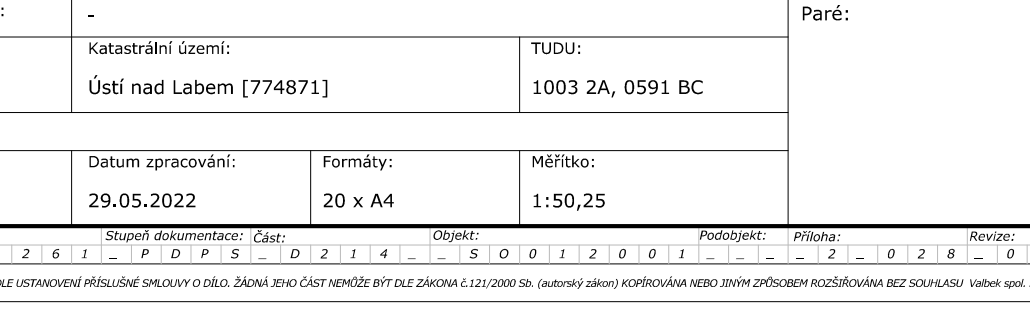 :
-
Paré:
Katastrální území:
TUDU:
Ústí nad Labem [774871]
1003 2A, 0591 BC
Datum zpracování:
Formáty:
Měřítko:
29.05.2022
20 x A4
1:50,25
Stupeň dokumentace: Část: Objekt: Podobjekt: Příloha: Revize:
2 6 1 _ P D P S _ D 2 1 4 _ _ S O 0 1 2 0 0 1 _ _ _ 2 _ 0 2 8 _ 0
LE USTANOVENÍ PŘÍSLUŠNÉ SMLOUVY O DÍLO. ŽÁDNÁ JEHO ČÁST NEMŮŽE BÝT DLE ZÁKONA č.121/2000 Sb. (autorský zákon) KOPÍROVÁNA NEBO JINÝM ZPŮSOBEM ROZŠIŘOVÁNA BEZ SOUHLASU Valbek spol.